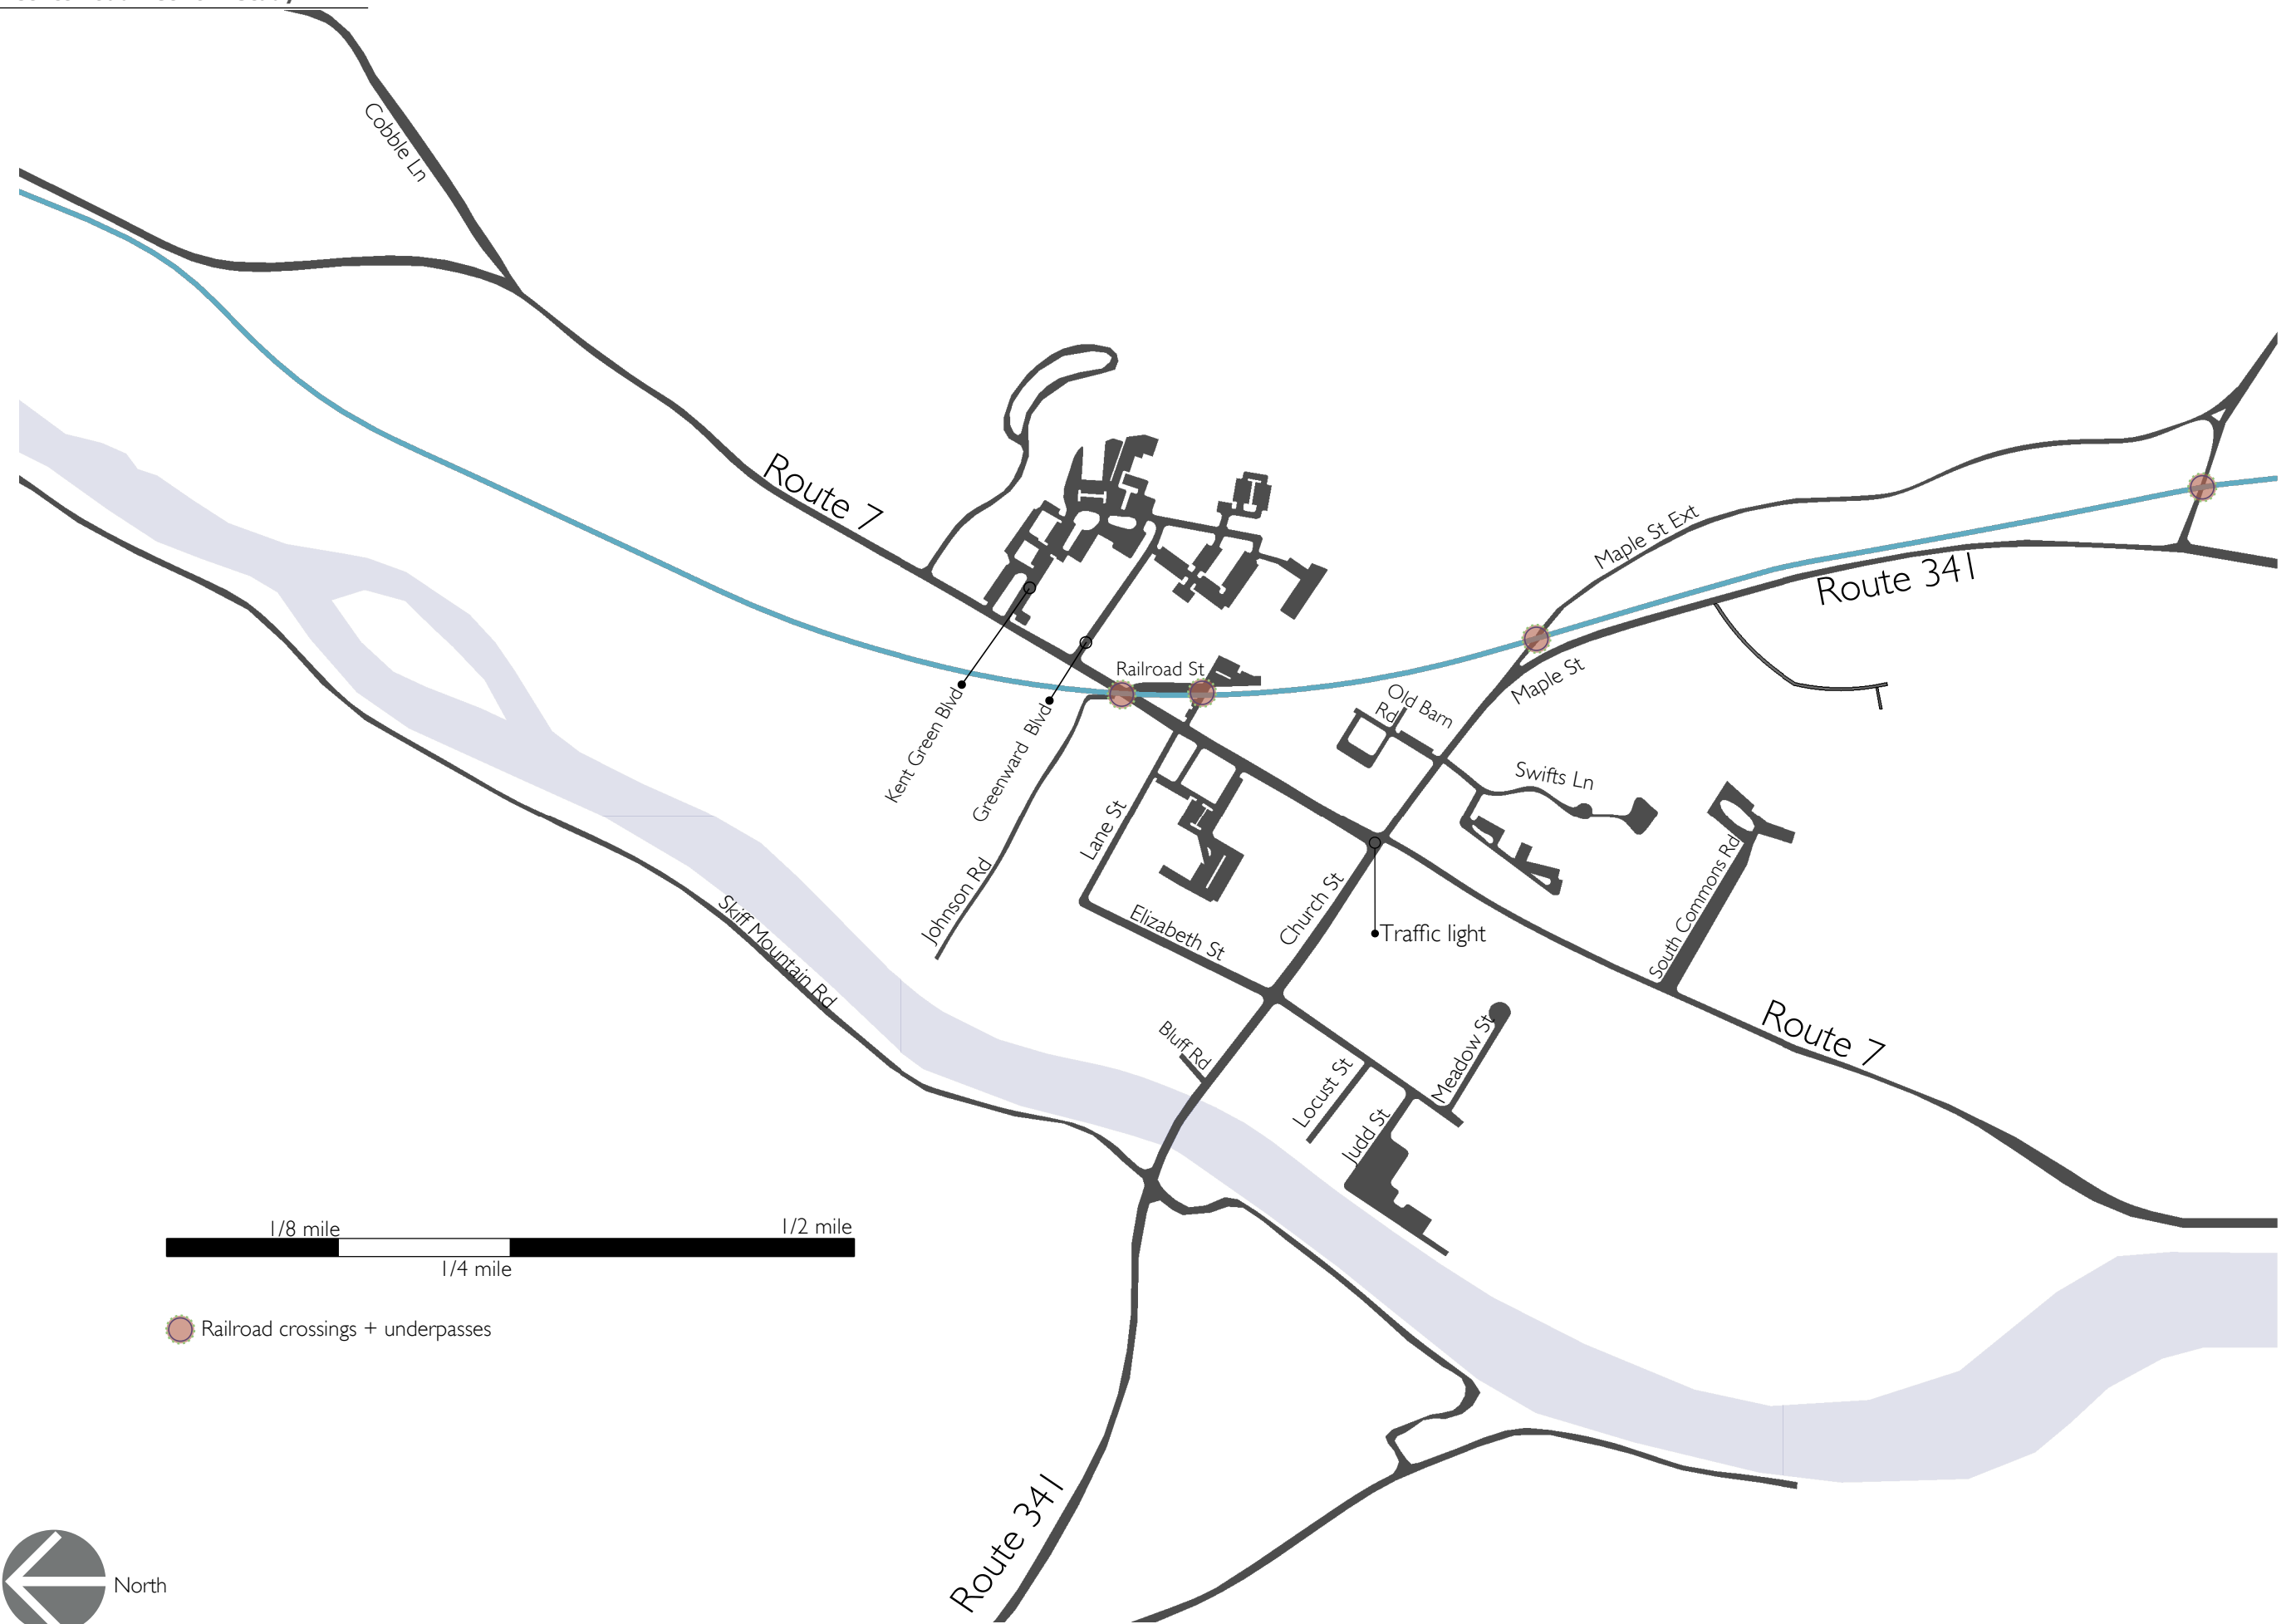 Cobble Ln
Route 7
Maple St Ext
Route 341
Railroad St
Maple St
Old Barn
Rd
Kent Green Blvd
Greenward Blvd
Swifts Ln
Lane St
Johnson Rd
South Commons Rd
Church St
Elizabeth St
Traffic light
Skiff Mountain Rd
Bluff Rd
Meadow St
Locust St
Judd St
Route 7
1/8 mile
1/2 mile
1/4 mile
Railroad crossings + underpasses
Route 341
North